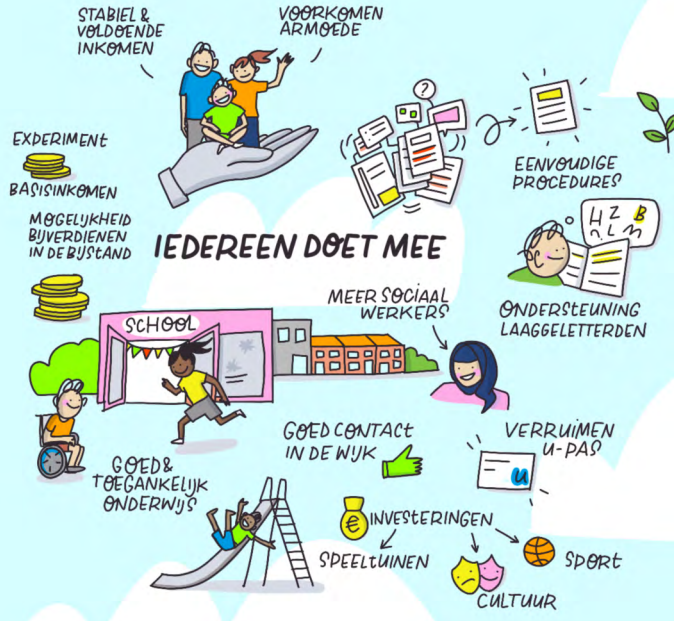 STABIEL &
VOLDOENDE
INKOMEN
VOORKOMEN
ARMOEDE
?
EXPERIMENT
BASISINKOMEN
MOGELIJKHEID
BIJVERDIENEN
IN DE BIJSTAND
EENVOUDIGE
PROCEDURES
IEDEREEN DOET MEE
HZB
ONDERSTEUNING
LAAGGELETTERDEN
MEER SOCIAAL
WERKERS
SCHOOL
GOED &
TOEGANKELIJK
ONDERWIJS
GOED CONTACT
IN DE WIJK
VERRUIMEN
U-PAS
u
€ INVESTERINGEN
SPEELTUINEN
CULTUUR
SPORT